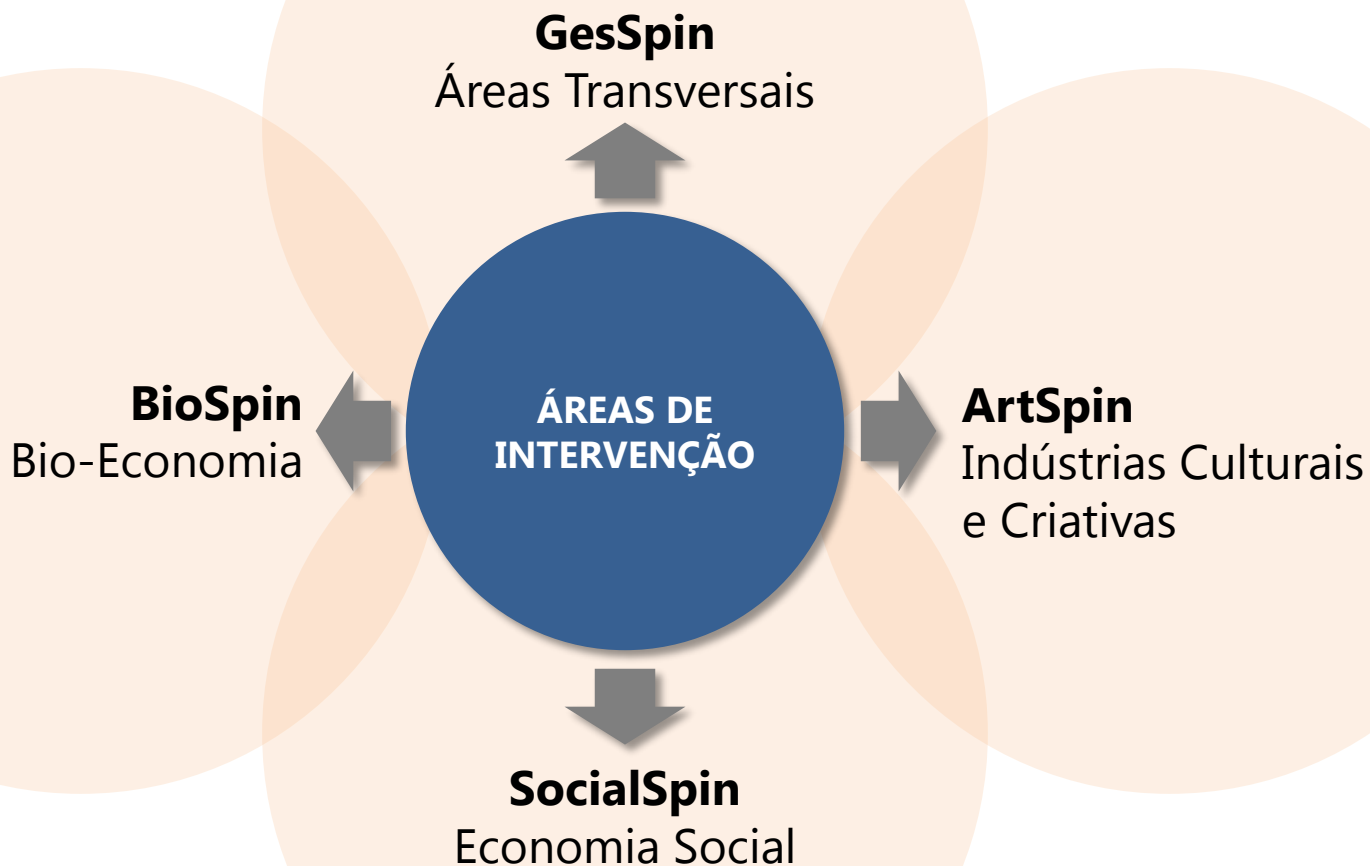 GesSpin
Áreas Transversais
BioSpin
Bio-Economia
ÁREAS DE
INTERVENÇÃO
ArtSpin
Indústrias Culturais
e Criativas
SocialSpin
Economia Social